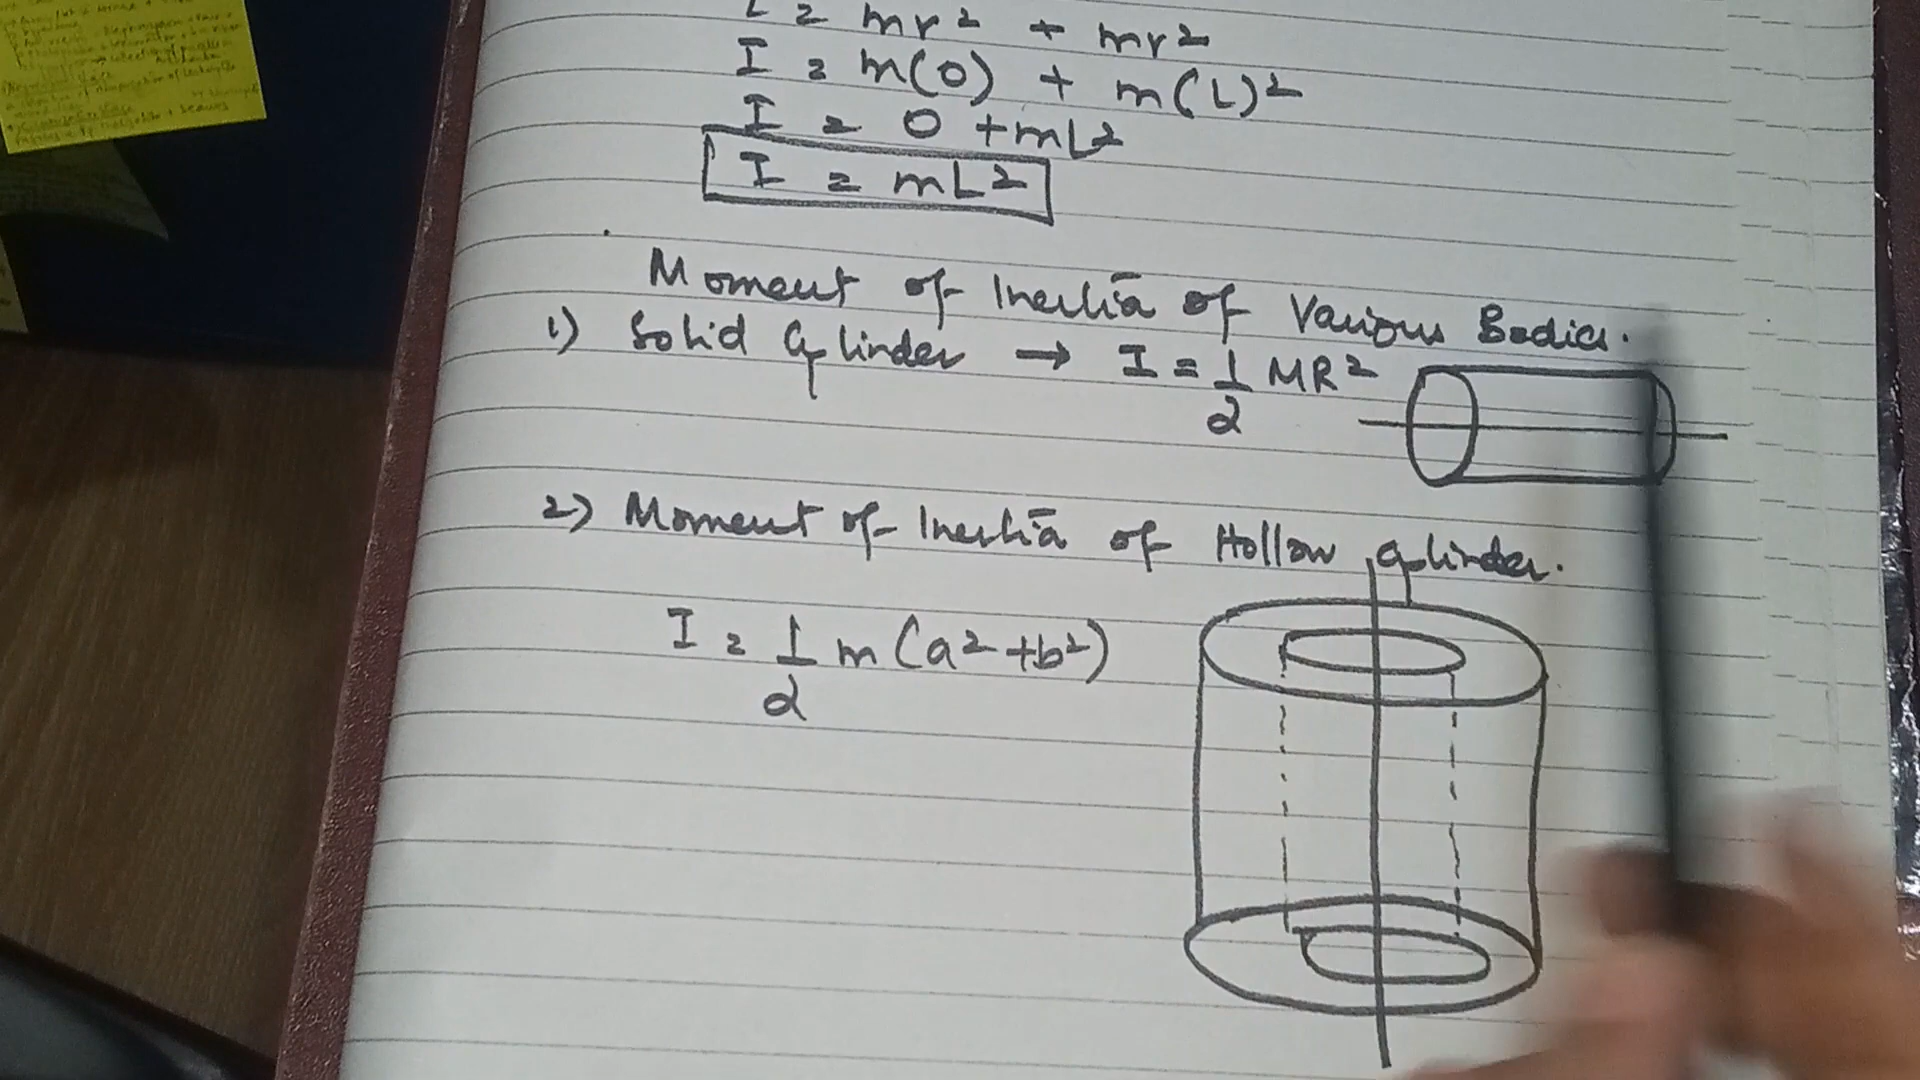 I = mr² + mr²
I = m(0) + m(L)²
I = 0 + mL²
I = mL²
Moment of Inertia of Various Bodies.
1) Solid Cylinder → I = 1/2 MR²
2) Moment of Inertia of Hollow Cylinder.
I = 1/2 m(a² + b²)